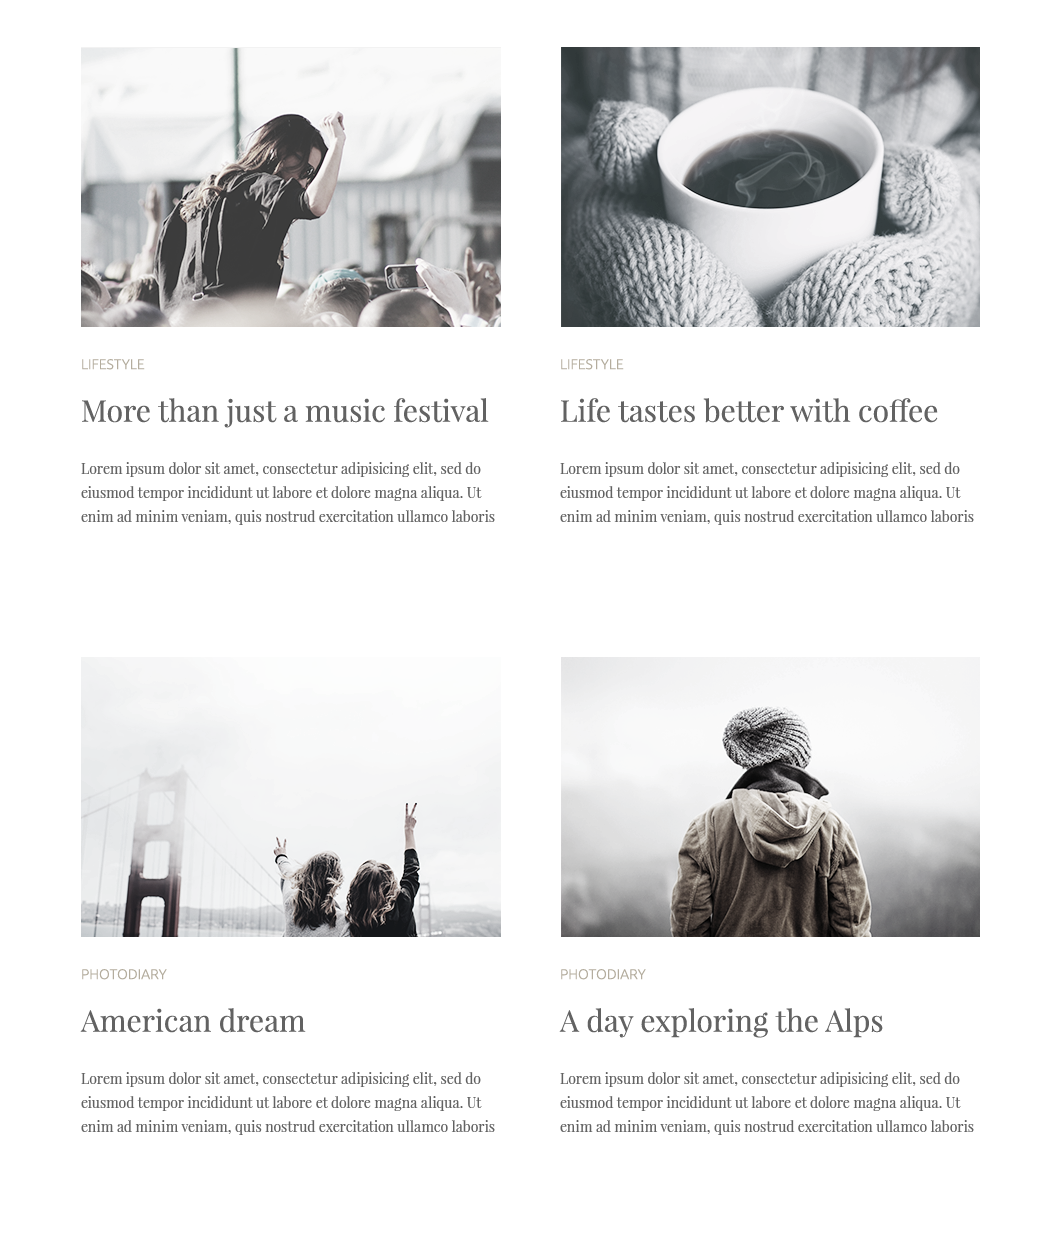 LIFESTYLE
More than just a music festival
Lorem ipsum dolor sit amet, consectetur adipisicing elit, sed do
eiusmod tempor incididunt ut labore et dolore magna aliqua. Ut
enim ad minim veniam, quis nostrud exercitation ullamco laboris
LIFESTYLE
Life tastes better with coffee
Lorem ipsum dolor sit amet, consectetur adipisicing elit, sed do
eiusmod tempor incididunt ut labore et dolore magna aliqua. Ut
enim ad minim veniam, quis nostrud exercitation ullamco laboris
PHOTODIARY
American dream
Lorem ipsum dolor sit amet, consectetur adipisicing elit, sed do
eiusmod tempor incididunt ut labore et dolore magna aliqua. Ut
enim ad minim veniam, quis nostrud exercitation ullamco laboris
PHOTODIARY
A day exploring the Alps
Lorem ipsum dolor sit amet, consectetur adipisicing elit, sed do
eiusmod tempor incididunt ut labore et dolore magna aliqua. Ut
enim ad minim veniam, quis nostrud exercitation ullamco laboris